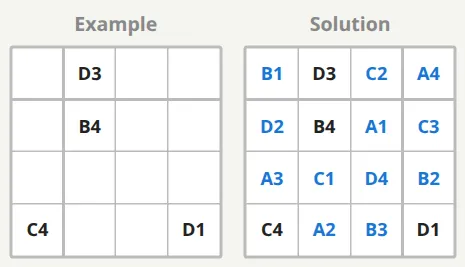 Example Solution
D3 B1 D3 C2 A4
B4 D2 B4 A1 C3
A3 C1 D4 B2
C4 D1 C4 A2 B3 D1